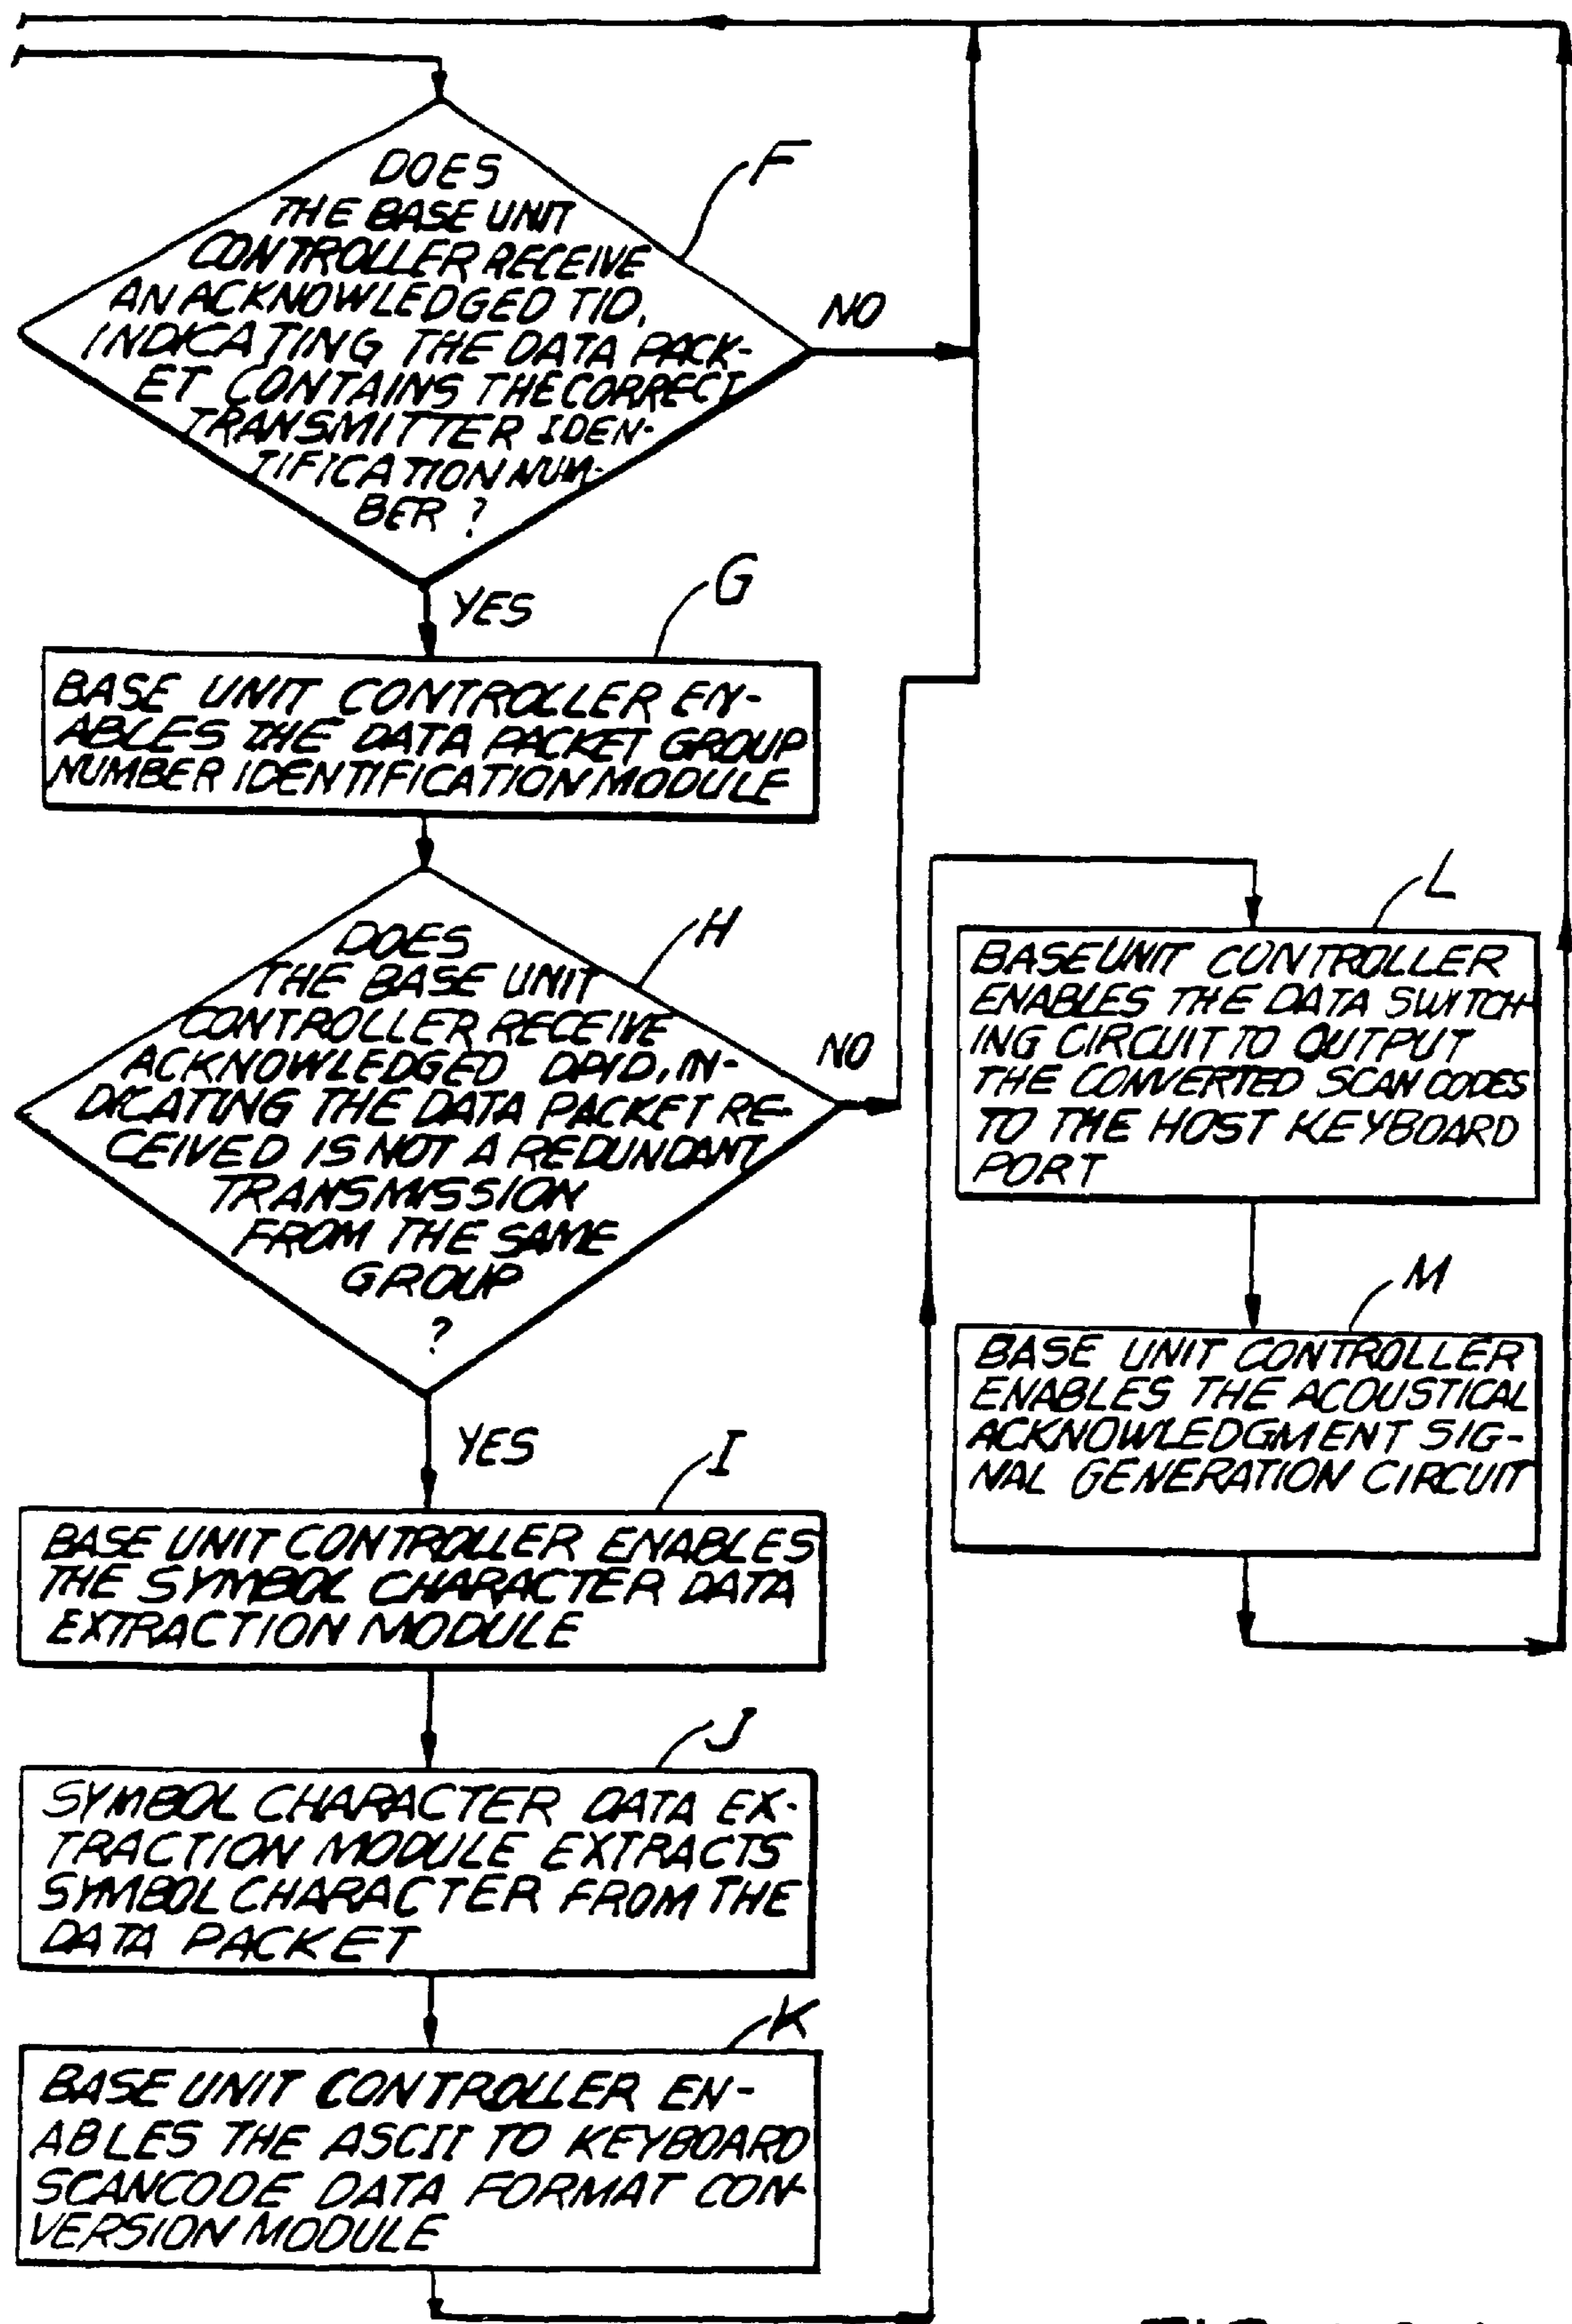 F
DOES
THE BASE UNIT
CONTROLLER RECEIVE
AN ACKNOWLEDGED TID,
INDICATING THE DATA PACK-
ET CONTAINS THE CORRECT
TRANSMITTER IDEN-
TIFICATION NUM-
BER ?
NO
YES
G
BASE UNIT CONTROLLER EN-
ABLES THE DATA PACKET GROUP
NUMBER IDENTIFICATION MODULE
H
DOES
THE BASE UNIT
CONTROLLER RECEIVE
ACKNOWLEDGED DPID, IN-
DICATING THE DATA PACKET RE-
CEIVED IS NOT A REDUNDANT
TRANSMISSION
FROM THE SAME
GROUP
?
NO
YES
I
BASE UNIT CONTROLLER ENABLES
THE SYMBOL CHARACTER DATA
EXTRACTION MODULE
J
SYMBOL CHARACTER DATA EX-
TRACTION MODULE EXTRACTS
SYMBOL CHARACTER FROM THE
DATA PACKET
K
BASE UNIT CONTROLLER EN-
ABLES THE ASCII TO KEYBOARD
SCANCODE DATA FORMAT CON-
VERSION MODULE
L
BASE UNIT CONTROLLER
ENABLES THE DATA SWITCH-
ING CIRCUIT TO OUTPUT
THE CONVERTED SCAN CODES
TO THE HOST KEYBOARD
PORT
M
BASE UNIT CONTROLLER
ENABLES THE ACOUSTICAL
ACKNOWLEDGMENT SIG-
NAL GENERATION CIRCUIT